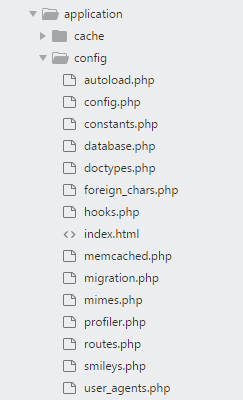 application
cache
config
autoload.php
config.php
constants.php
database.php
doctypes.php
foreign_chars.php
hooks.php
index.html
memcached.php
migration.php
mimes.php
profiler.php
routes.php
smileys.php
user_agents.php